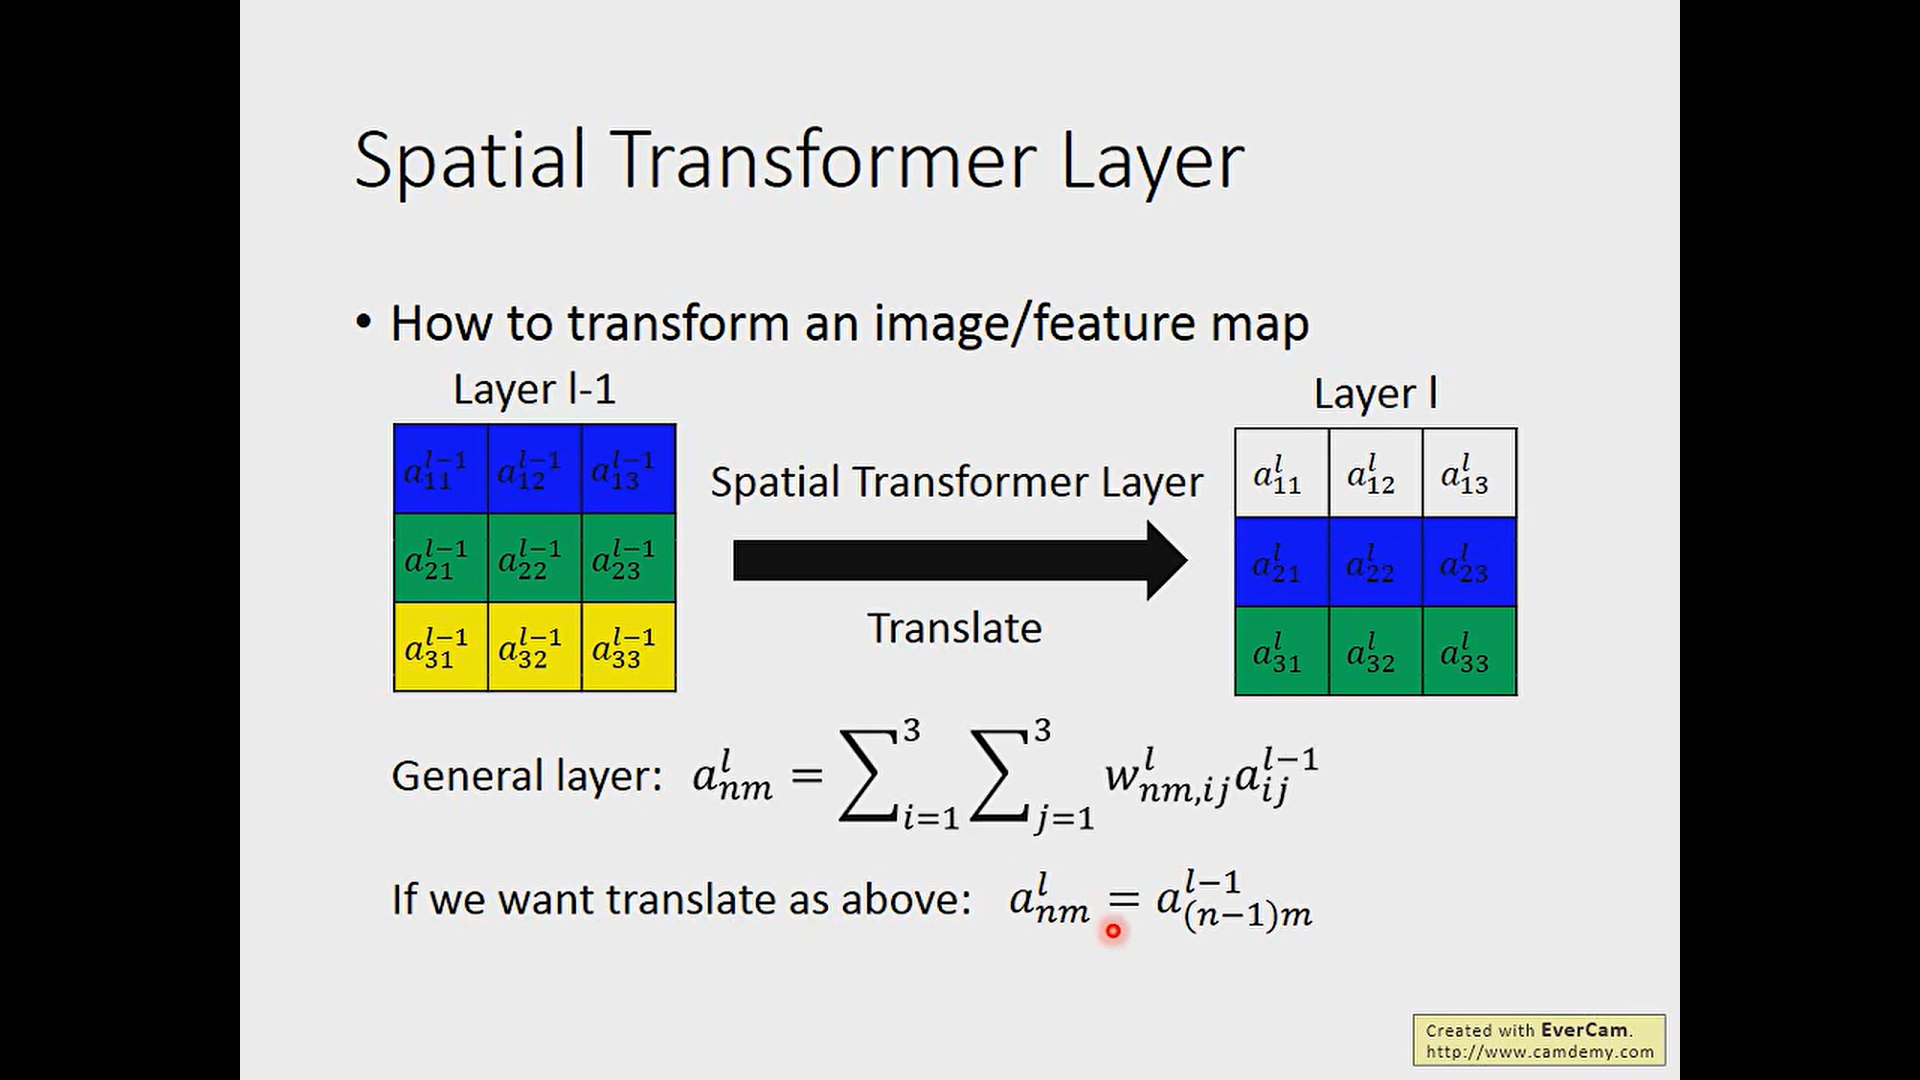 Spatial Transformer Layer
• How to transform an image/feature map
Layer l-1
Layer l
a_{11}^{l-1} a_{12}^{l-1} a_{13}^{l-1}
a_{21}^{l-1} a_{22}^{l-1} a_{23}^{l-1}
a_{31}^{l-1} a_{32}^{l-1} a_{33}^{l-1}
Spatial Transformer Layer
Translate
a_{11}^{l} a_{12}^{l} a_{13}^{l}
a_{21}^{l} a_{22}^{l} a_{23}^{l}
a_{31}^{l} a_{32}^{l} a_{33}^{l}
General layer: a_{nm}^{l} = \sum_{i=1}^{3} \sum_{j=1}^{3} w_{nm,ij}^{l} a_{ij}^{l-1}
If we want translate as above: a_{nm}^{l} = a_{(n-1)m}^{l-1}
Created with EverCam.
http://www.camdemy.com